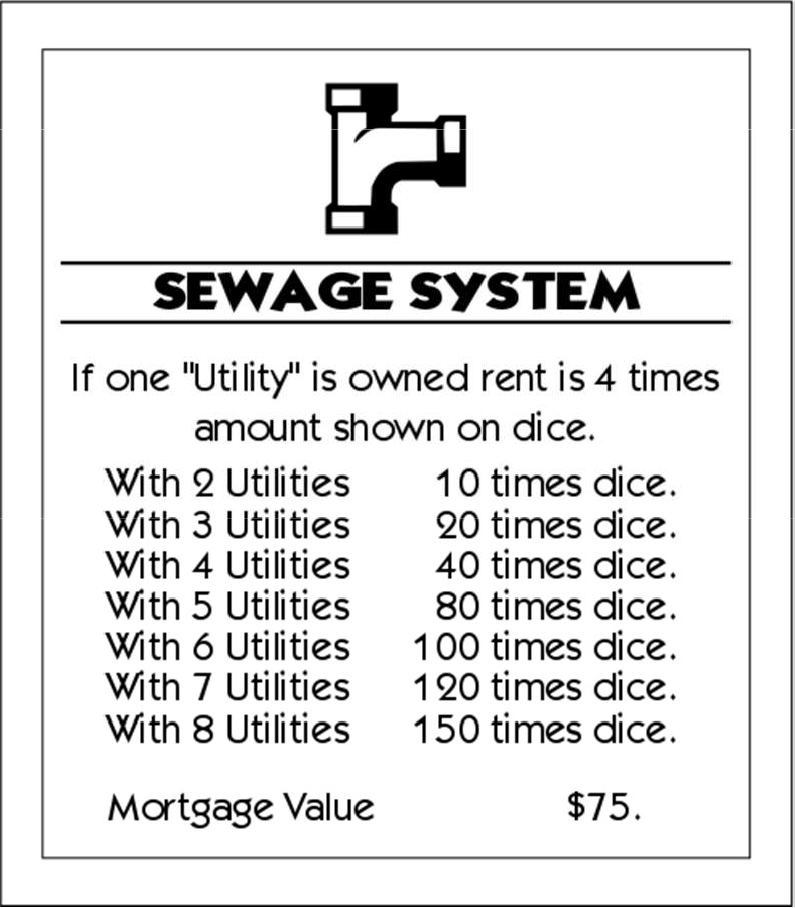 SEWAGE SYSTEM
If one "Utility" is owned rent is 4 times
amount shown on dice.
With 2 Utilities 10 times dice.
With 3 Utilities 20 times dice.
With 4 Utilities 40 times dice.
With 5 Utilities 80 times dice.
With 6 Utilities 100 times dice.
With 7 Utilities 120 times dice.
With 8 Utilities 150 times dice.
Mortgage Value $75.